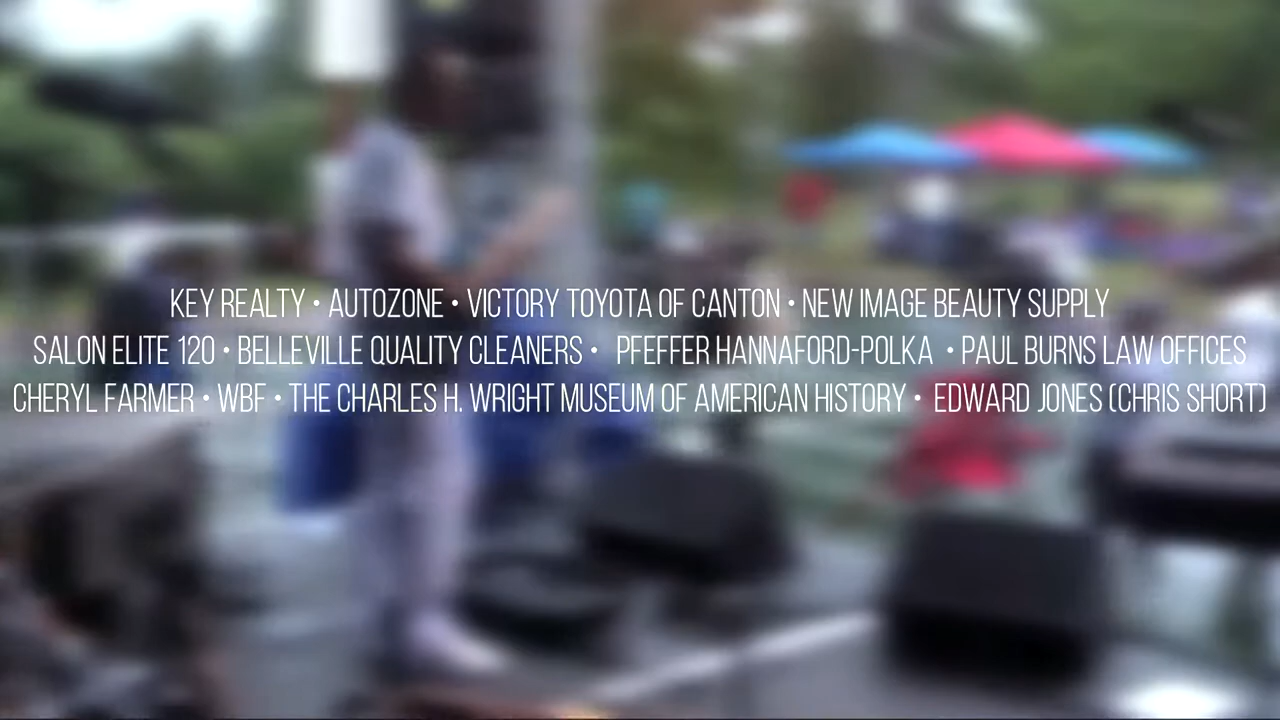 KEY REALTY • AUTOZONE • VICTORY TOYOTA OF CANTON • NEW IMAGE BEAUTY SUPPLY
SALON ELITE 120 • BELLEVILLE QUALITY CLEANERS • PFEFFER HANNAFORD-POLKA • PAUL BURNS LAW OFFICES
CHERYL FARMER • WBF • THE CHARLES H. WRIGHT MUSEUM OF AMERICAN HISTORY • EDWARD JONES (CHRIS SHORT)